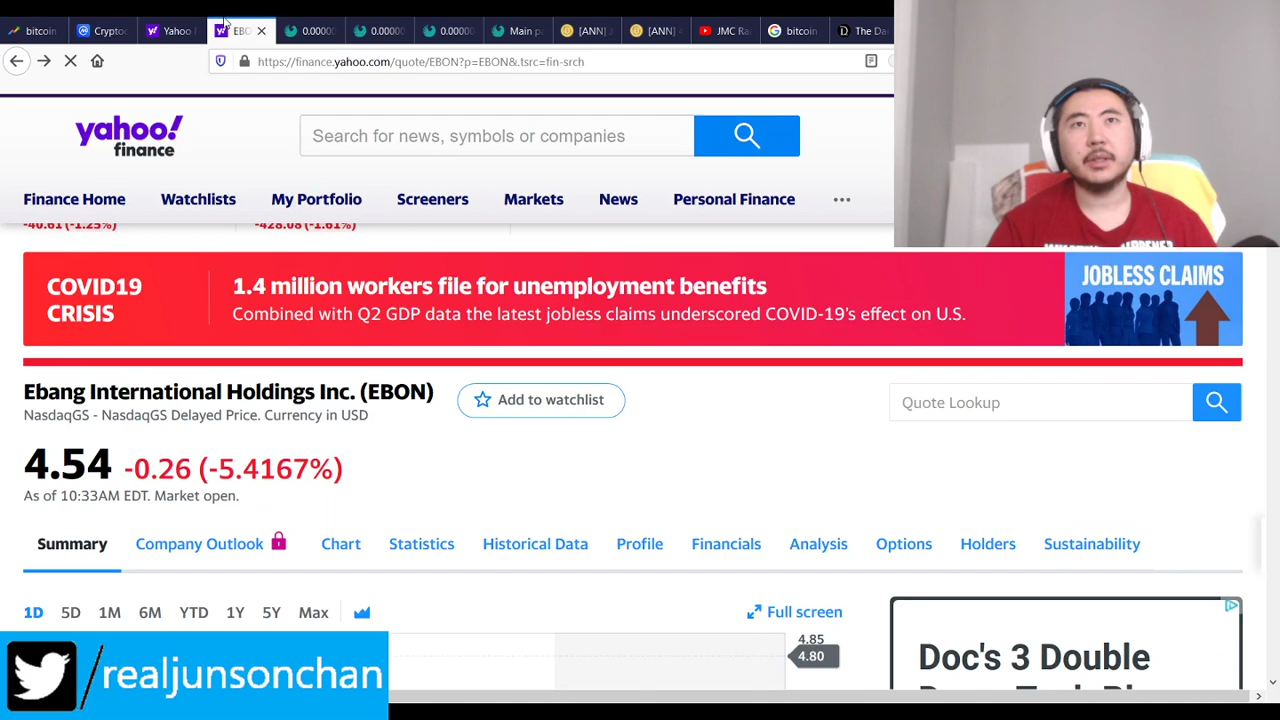 bitcoin
Cryptoc
Yahoo
EBO
0.00000
0.00000
0.00000
Main p
[ANN]
[ANN]
JMC Ra
bitcoin
The Da
https://finance.yahoo.com/quote/EBON?p=EBON&.tsrc=fin-srch
yahoo!
finance
Search for news, symbols or companies
Finance Home Watchlists My Portfolio Screeners Markets News Personal Finance ...
-40.61 (-1.25%) -428.08 (-1.61%)
COVID19
CRISIS
1.4 million workers file for unemployment benefits
Combined with Q2 GDP data the latest jobless claims underscored COVID-19's effect on U.S.
JOBLESS CLAIMS
Ebang International Holdings Inc. (EBON)
NasdaqGS - NasdaqGS Delayed Price. Currency in USD
Add to watchlist
Quote Lookup
4.54 -0.26 (-5.4167%)
As of 10:33AM EDT. Market open.
Summary Company Outlook Chart Statistics Historical Data Profile Financials Analysis Options Holders Sustainability
1D 5D 1M 6M YTD 1Y 5Y Max
Full screen
4.85
4.80
Doc's 3 Double
/realjunsonchan